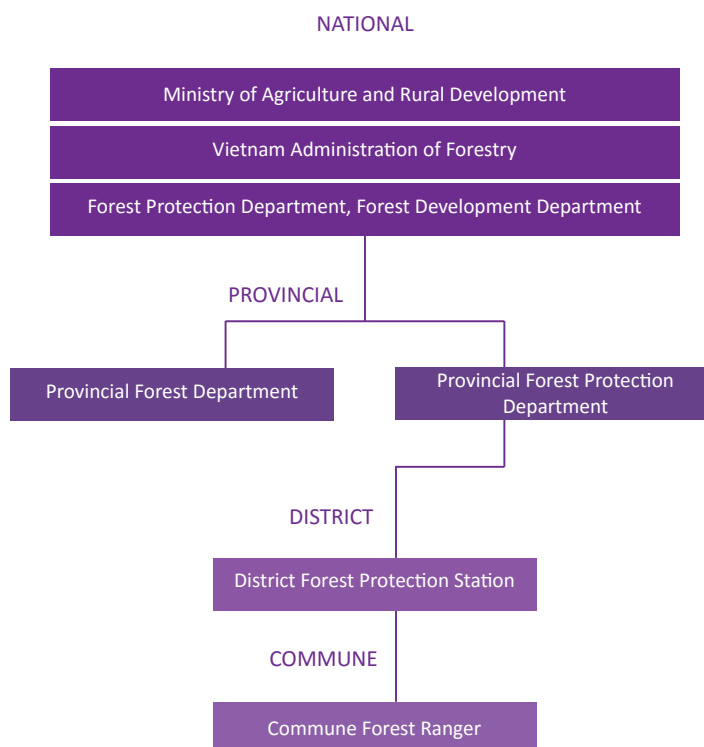 NATIONAL
Ministry of Agriculture and Rural Development
Vietnam Administration of Forestry
Forest Protection Department, Forest Development Department
PROVINCIAL
Provincial Forest Department
Provincial Forest Protection
Department
DISTRICT
District Forest Protection Station
COMMUNE
Commune Forest Ranger